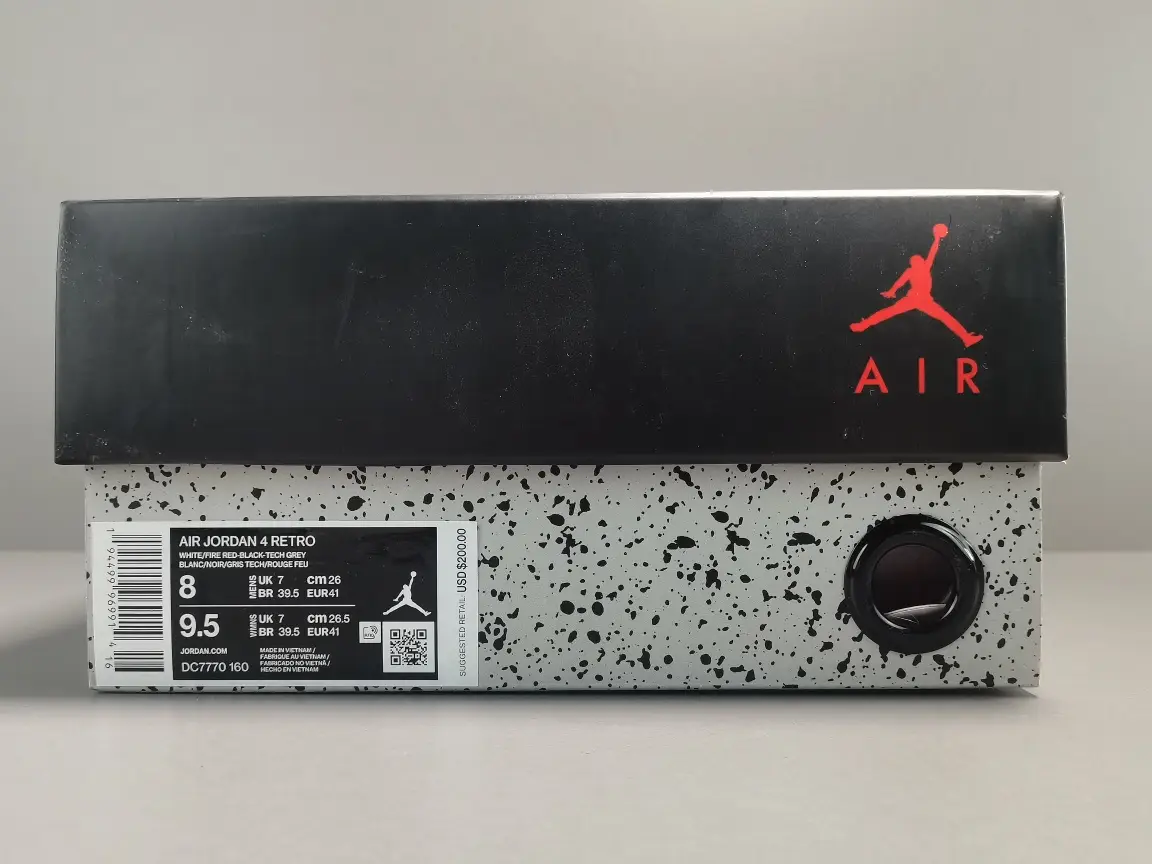 AIR
AIR JORDAN 4 RETRO
WHITE/FIRE RED-BLACK-TECH GREY
BLANC/NOIR/GRIS TECH/ROUGE FEU
8 MENS UK 7 cm 26
BR 39.5 EUR 41
9.5 WMNS UK 7 cm 26.5
BR 39.5 EUR 41
JORDAN.COM
DC7770 160
MADE IN VIETNAM /
FABRIQUE AU VIETNAM /
FABRICADO NO VIETNÃ /
HECHO EN VIETNAM
SUGGESTED RETAIL: USD:$200.00